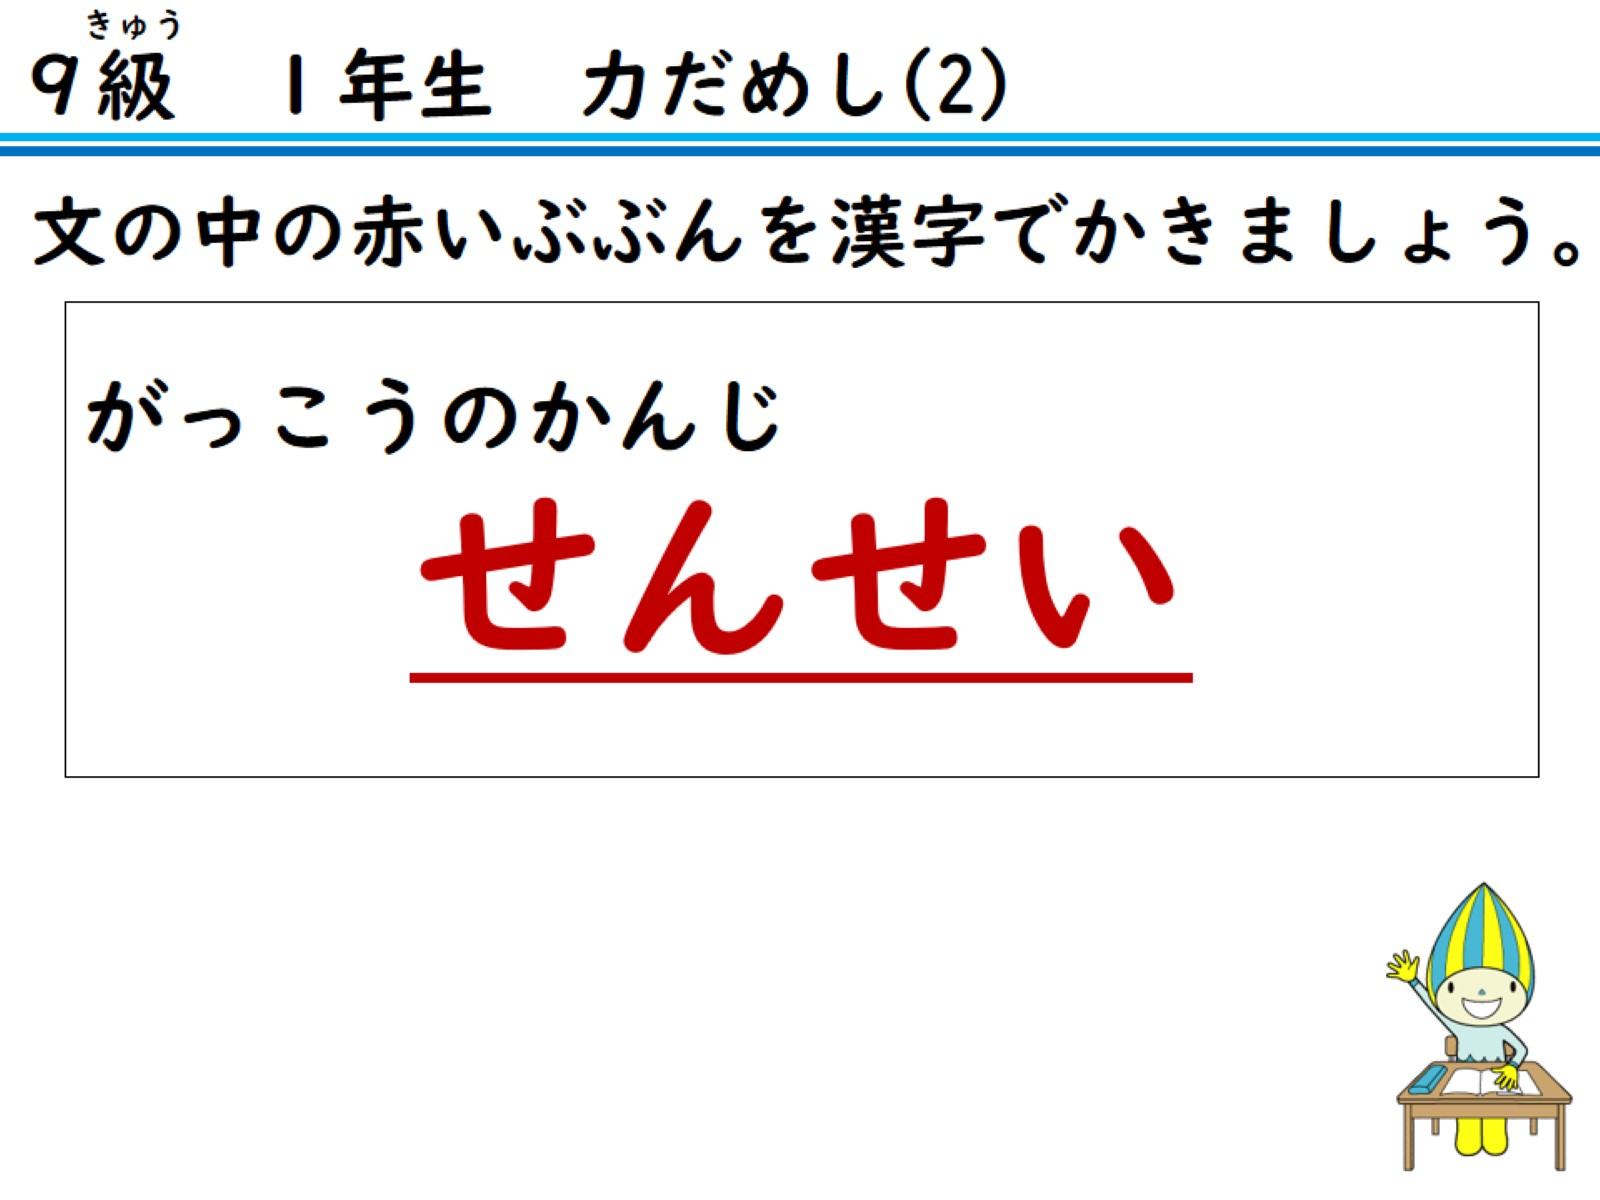 きゅう
９級　１年生　力だめし(2)
文の中の赤いぶぶんを漢字でかきましょう。
がっこうのかんじ
せんせい